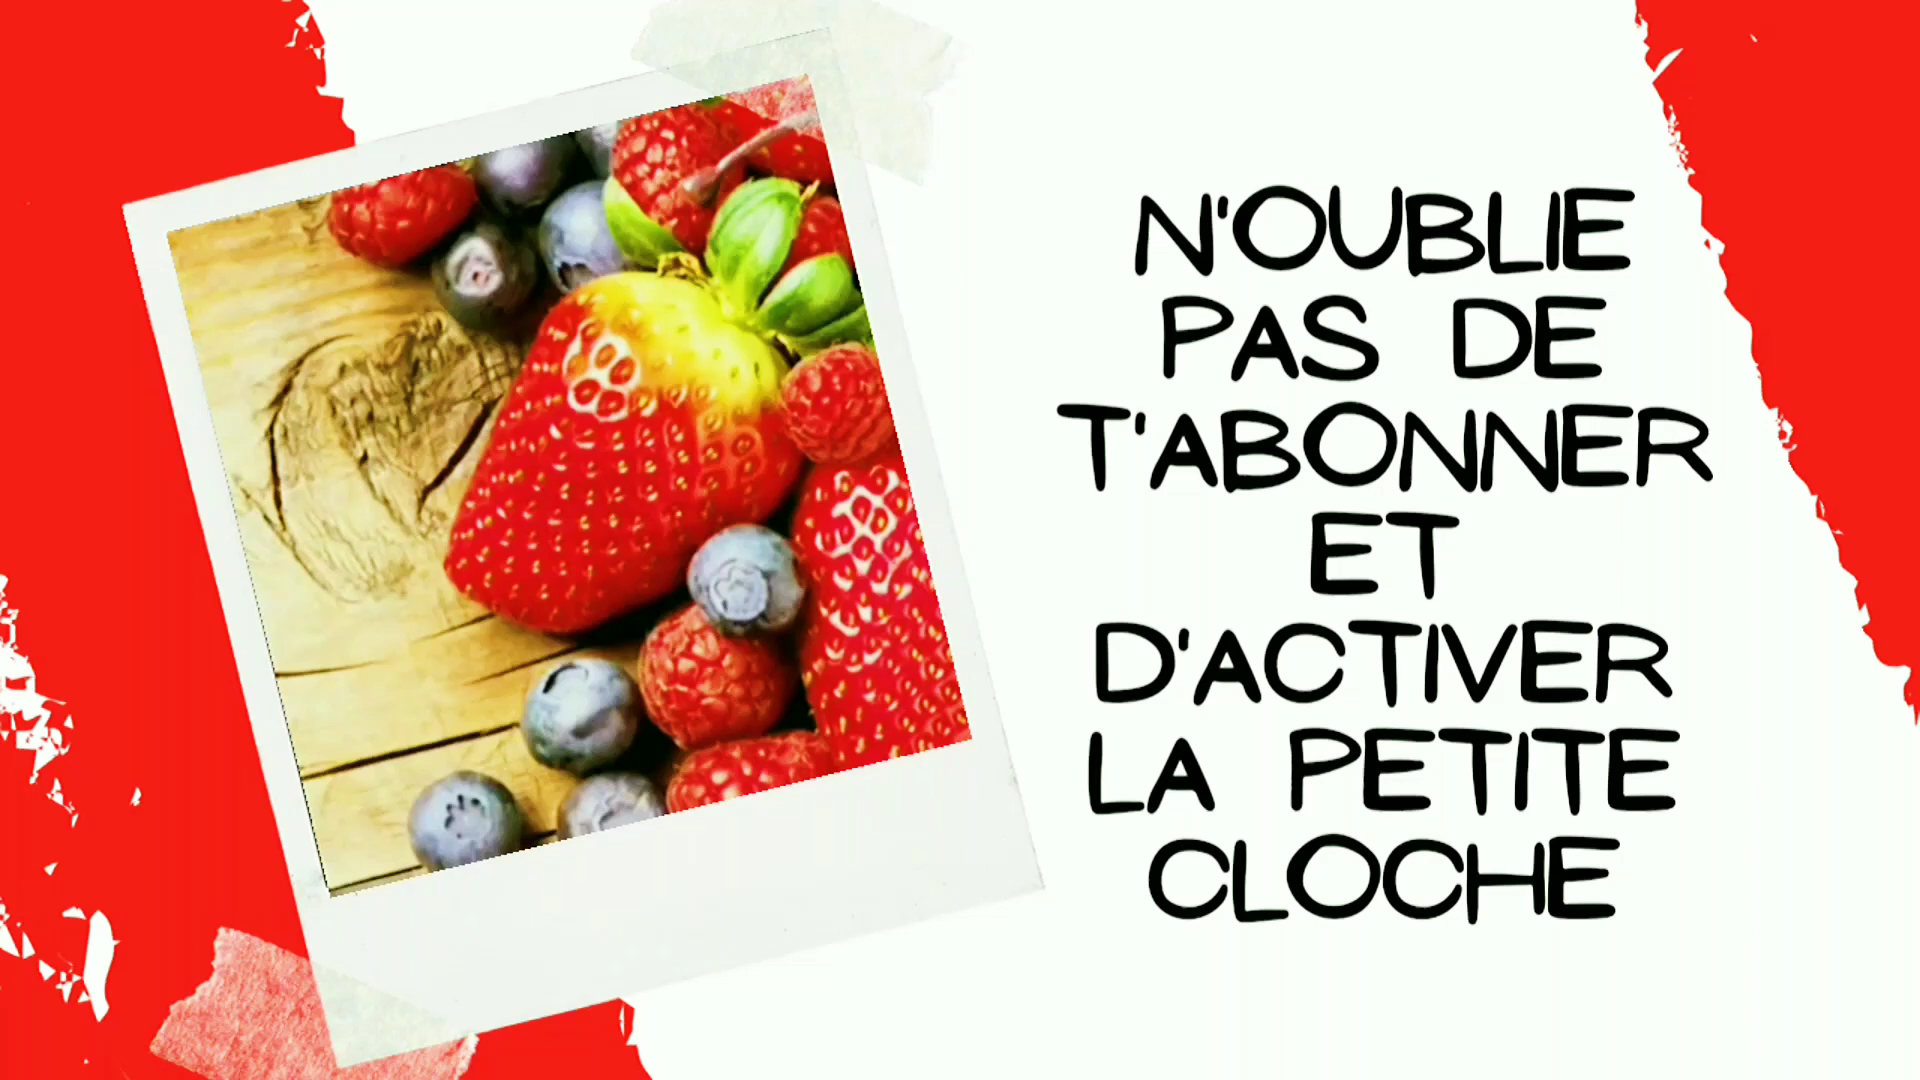 N'OUBLIE
PAS DE
T'ABONNER
ET
D'ACTIVER
LA PETITE
CLOCHE